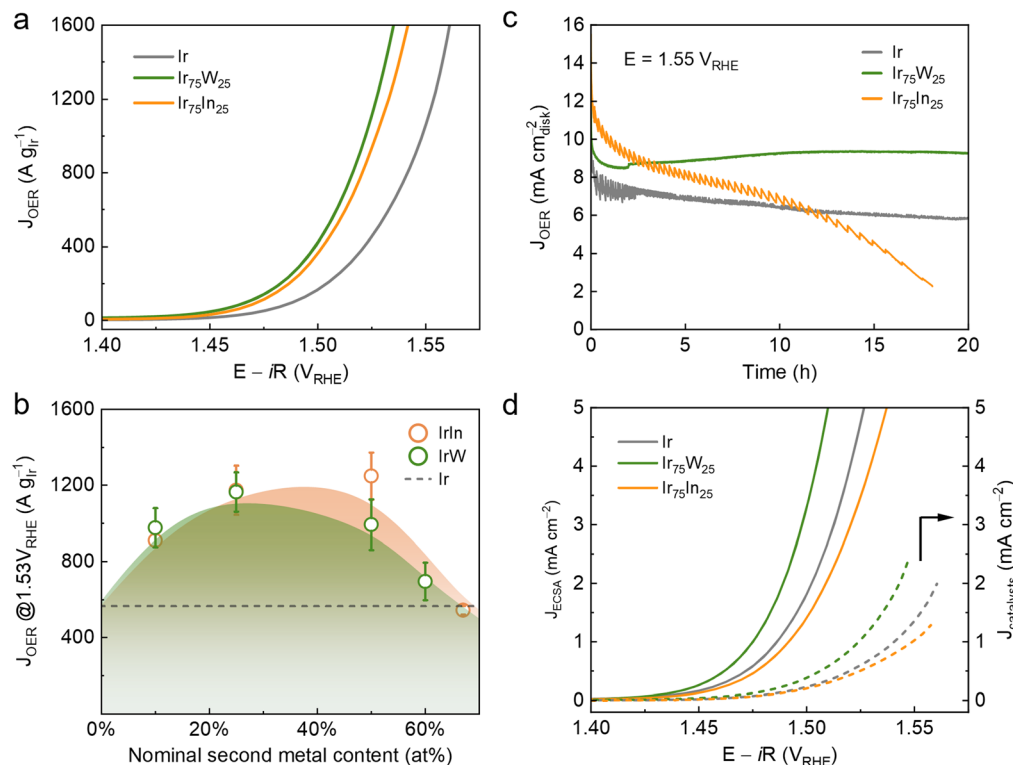 a
1600
1200
800
400
0
J_OER (A g_Ir^−1)
Ir
Ir75W25
Ir75In25
1.40 1.45 1.50 1.55
E − iR (V_RHE)
c
16
14
12
10
8
6
4
2
0
J_OER (mA cm^−2_disk)
E = 1.55 V_RHE
Ir
Ir75W25
Ir75In25
0 5 10 15 20
Time (h)
b
1600
1200
800
400
J_OER @1.53V_RHE (A g_Ir^−1)
IrIn
IrW
Ir
0% 20% 40% 60%
Nominal second metal content (at%)
d
5
4
3
2
1
0
J_ECSA (mA cm^−2)
Ir
Ir75W25
Ir75In25
5
4
3
2
1
0
J_catalysts (mA cm^−2)
1.40 1.45 1.50 1.55
E − iR (V_RHE)